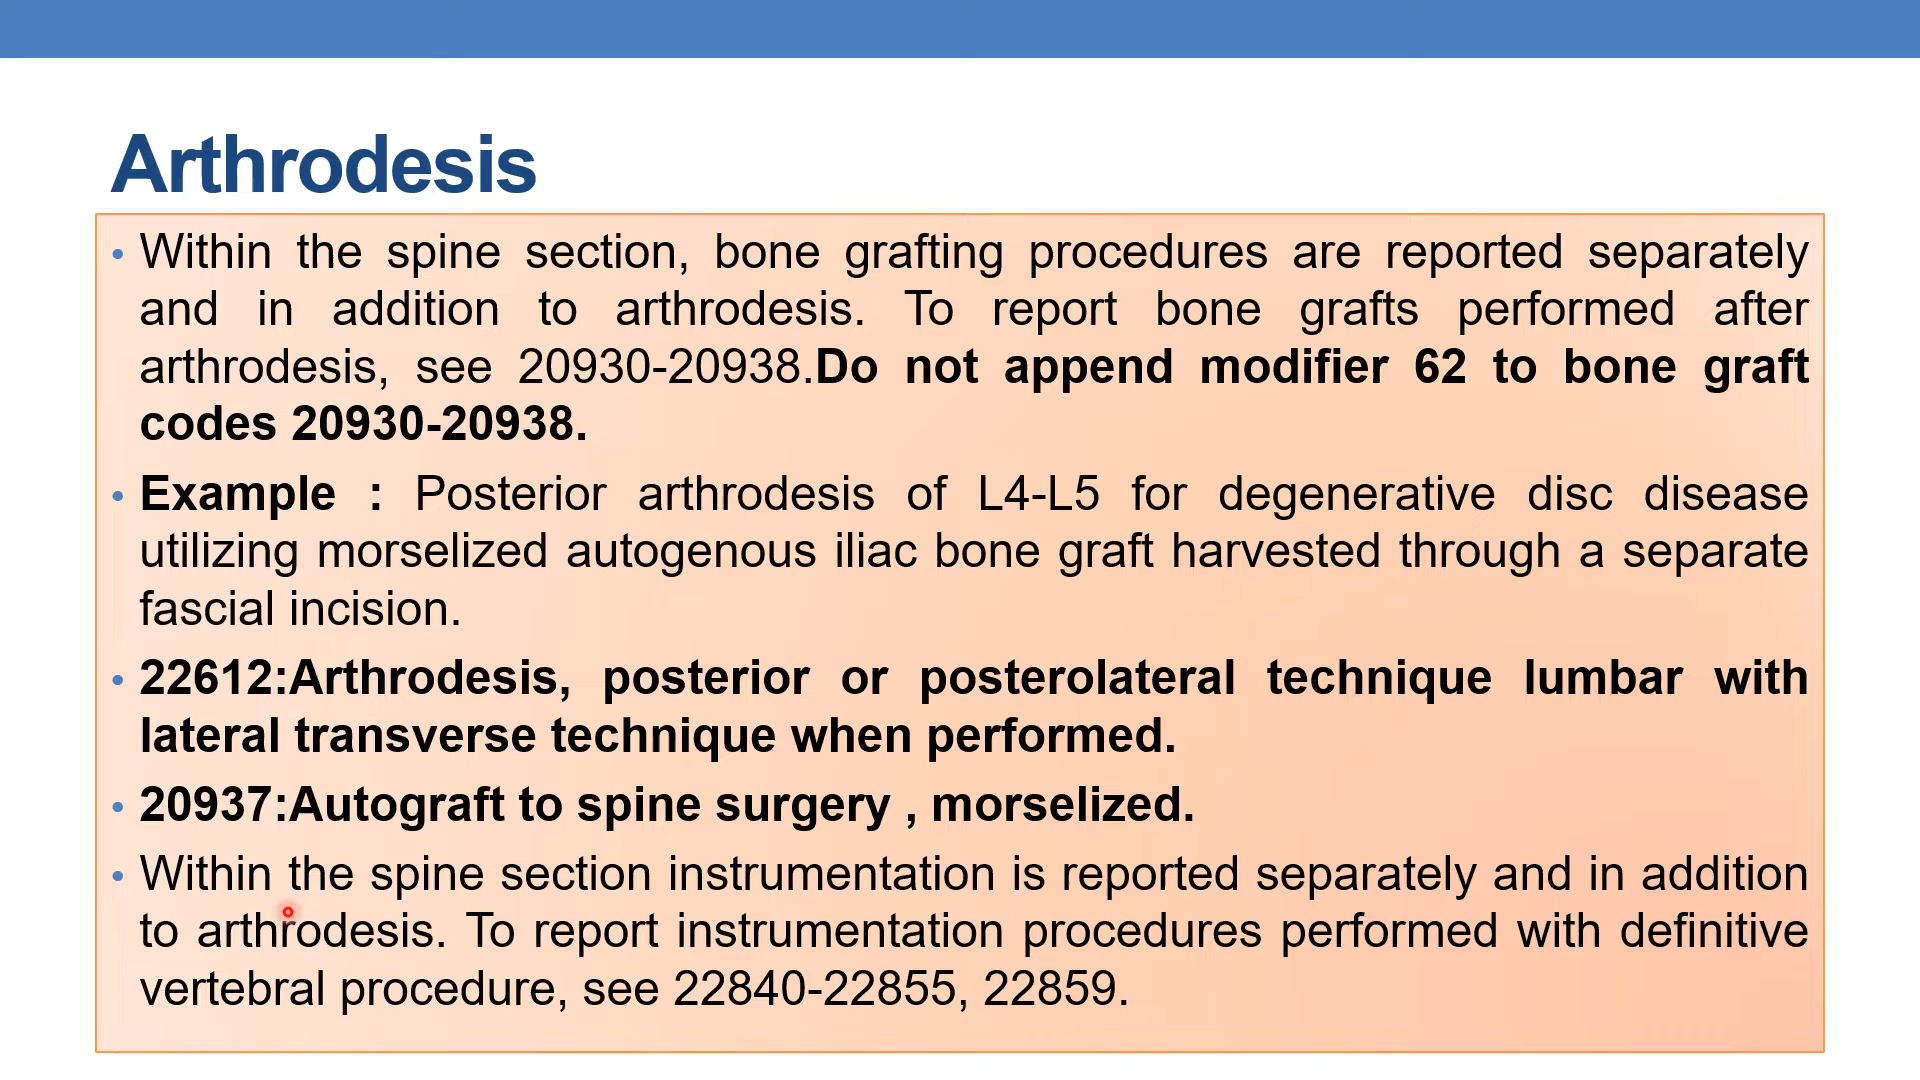 Arthrodesis
• Within the spine section, bone grafting procedures are reported separately
and in addition to arthrodesis. To report bone grafts performed after
arthrodesis, see 20930-20938.Do not append modifier 62 to bone graft
codes 20930-20938.
• Example : Posterior arthrodesis of L4-L5 for degenerative disc disease
utilizing morselized autogenous iliac bone graft harvested through a separate
fascial incision.
• 22612:Arthrodesis, posterior or posterolateral technique lumbar with
lateral transverse technique when performed.
• 20937:Autograft to spine surgery , morselized.
• Within the spine section instrumentation is reported separately and in addition
to arthrodesis. To report instrumentation procedures performed with definitive
vertebral procedure, see 22840-22855, 22859.